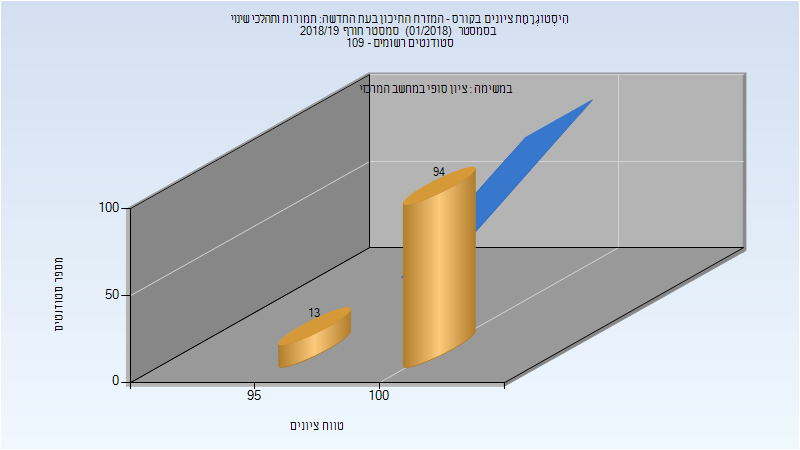 היסטוגרמת ציונים בקורס - המזרח התיכון בעת החדשה: תמורות ותהלכי שינוי
בסמסטר (01/2018) סמסטר חורף 2018/19
סטודנטים רשומים - 109
במשימה : ציון סופי במחשב המרכזי
94
13
100
50
0
95
100
מספר סטודנטים
טווח ציונים